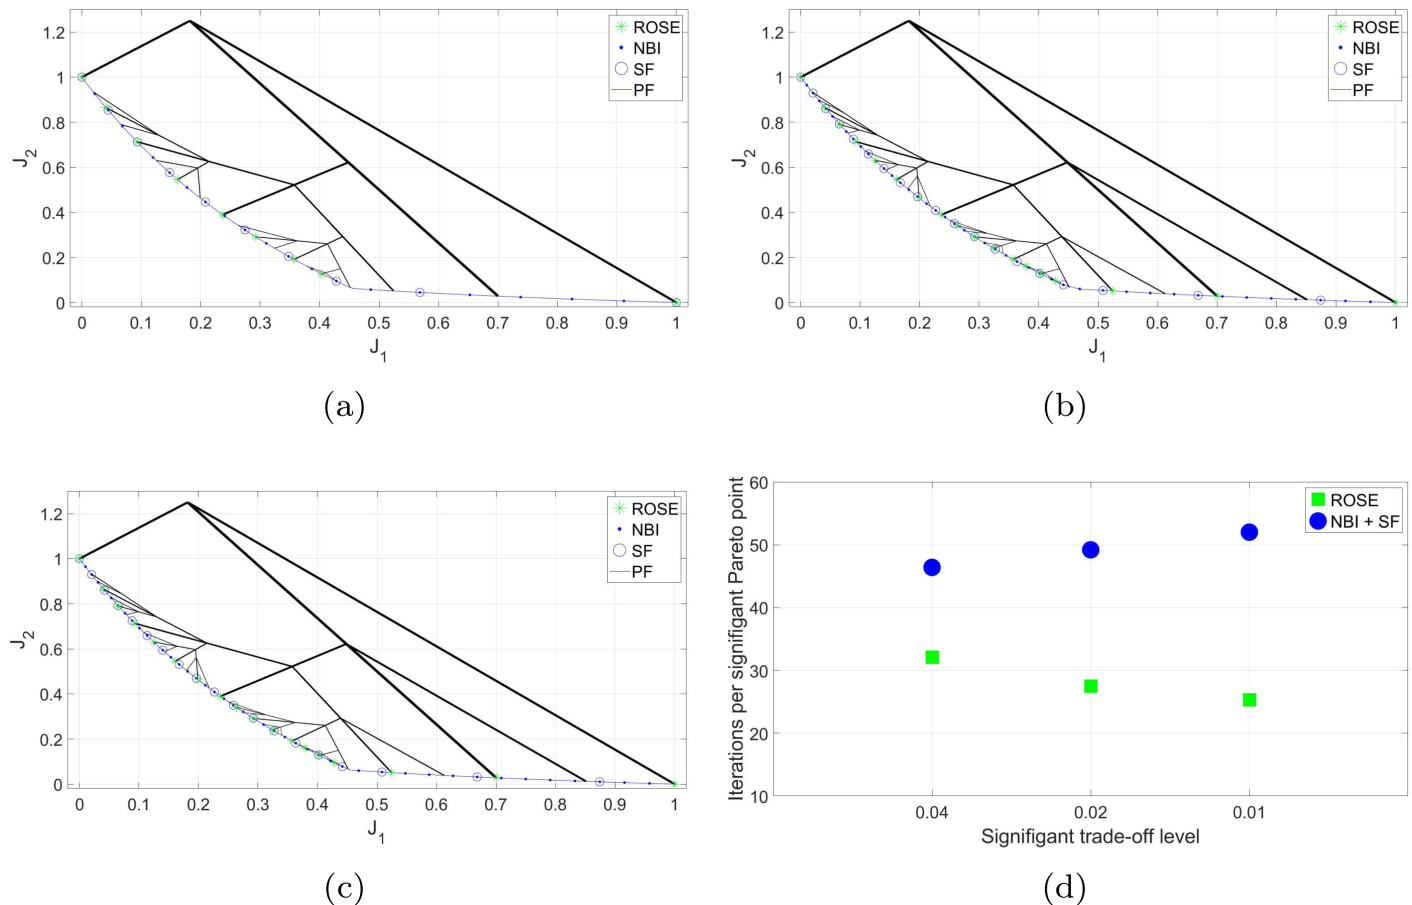 1.2
1
0.8
0.6
0.4
0.2
0
J2
ROSE
NBI
SF
PF
0 0.1 0.2 0.3 0.4 0.5 0.6 0.7 0.8 0.9 1
J1
(a)
1.2
1
0.8
0.6
0.4
0.2
0
J2
ROSE
NBI
SF
PF
0 0.1 0.2 0.3 0.4 0.5 0.6 0.7 0.8 0.9 1
J1
(b)
1.2
1
0.8
0.6
0.4
0.2
0
J2
ROSE
NBI
SF
PF
0 0.1 0.2 0.3 0.4 0.5 0.6 0.7 0.8 0.9 1
J1
(c)
60
50
40
30
20
10
Iterations per signifigant Pareto point
ROSE
NBI + SF
0.04 0.02 0.01
Signifigant trade-off level
(d)